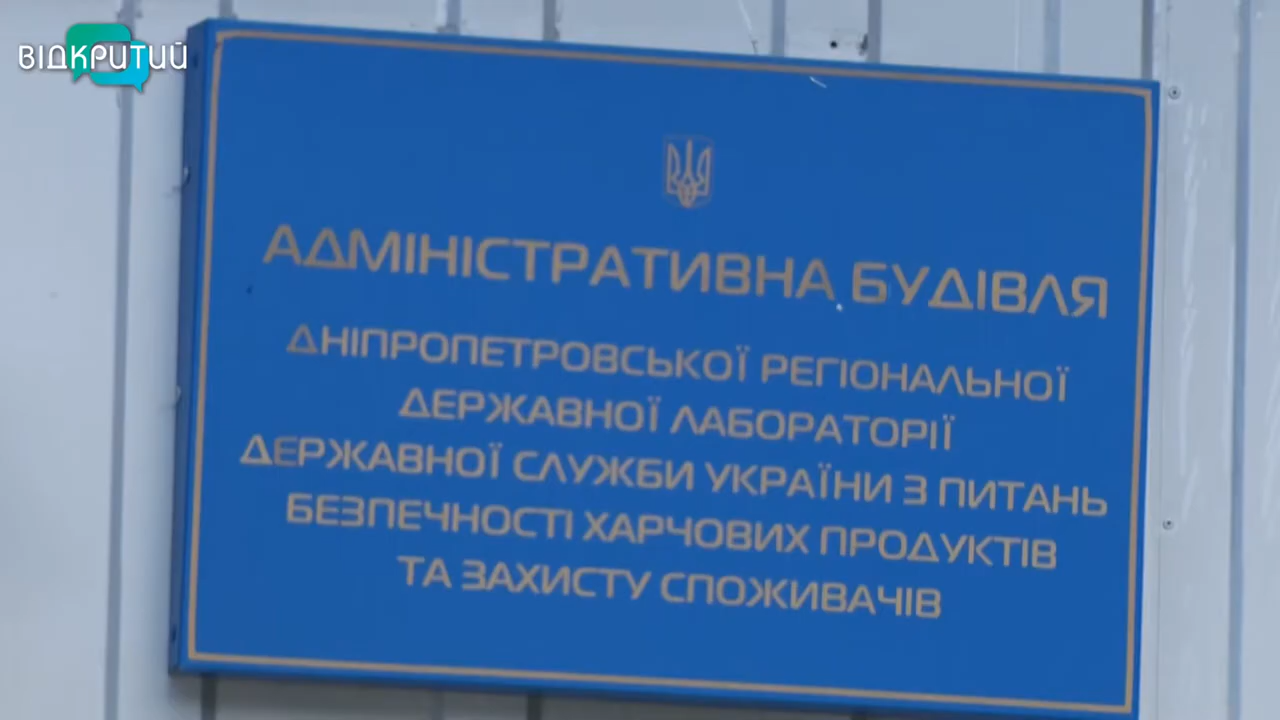 ВІДКРИТИЙ
АДМІНІСТРАТИВНА БУДІВЛЯ
ДНІПРОПЕТРОВСЬКОЇ РЕГІОНАЛЬНОЇ
ДЕРЖАВНОЇ ЛАБОРАТОРІЇ
ДЕРЖАВНОЇ СЛУЖБИ УКРАЇНИ З ПИТАНЬ
БЕЗПЕЧНОСТІ ХАРЧОВИХ ПРОДУКТІВ
ТА ЗАХИСТУ СПОЖИВАЧІВ